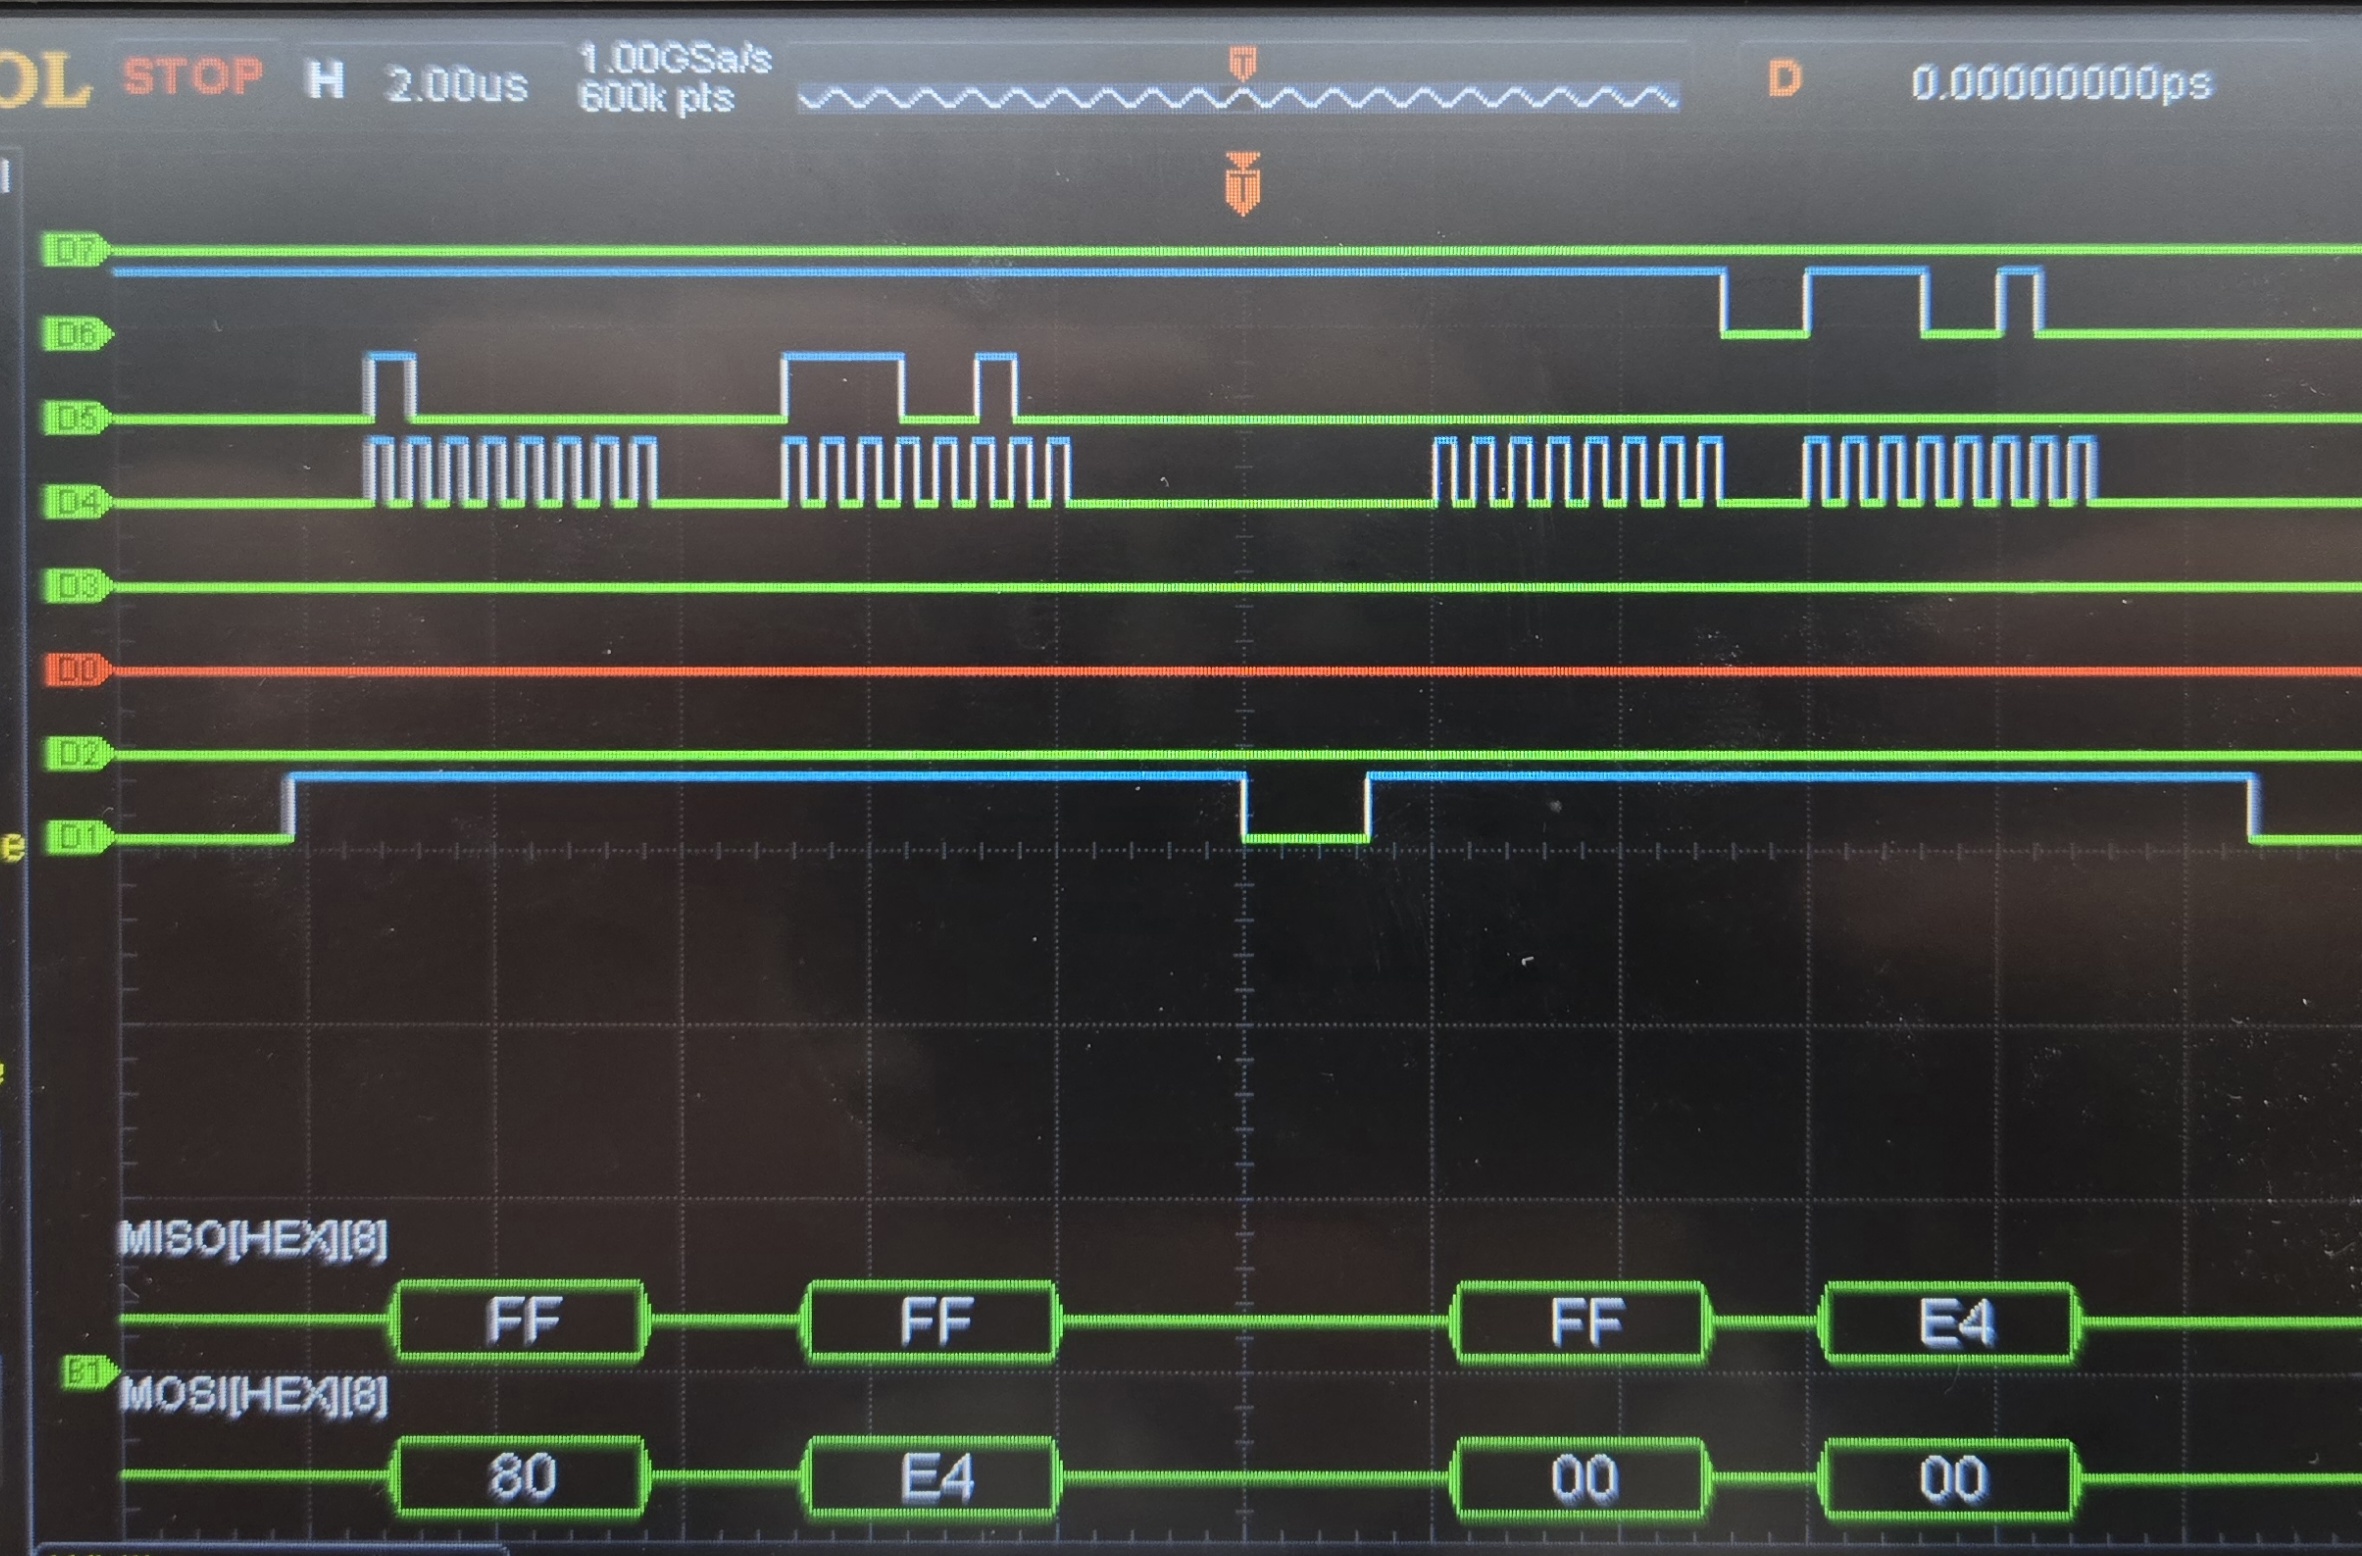 OL STOP H 2.00us 1.00GSa/s D 0.00000000ps
600k pts
T
T
D7
D6
D5
D4
D3
D0
D2
D1
e
MISO[HEX][8]
FF FF FF E4
B1
MOSI[HEX][8]
80 E4 00 00